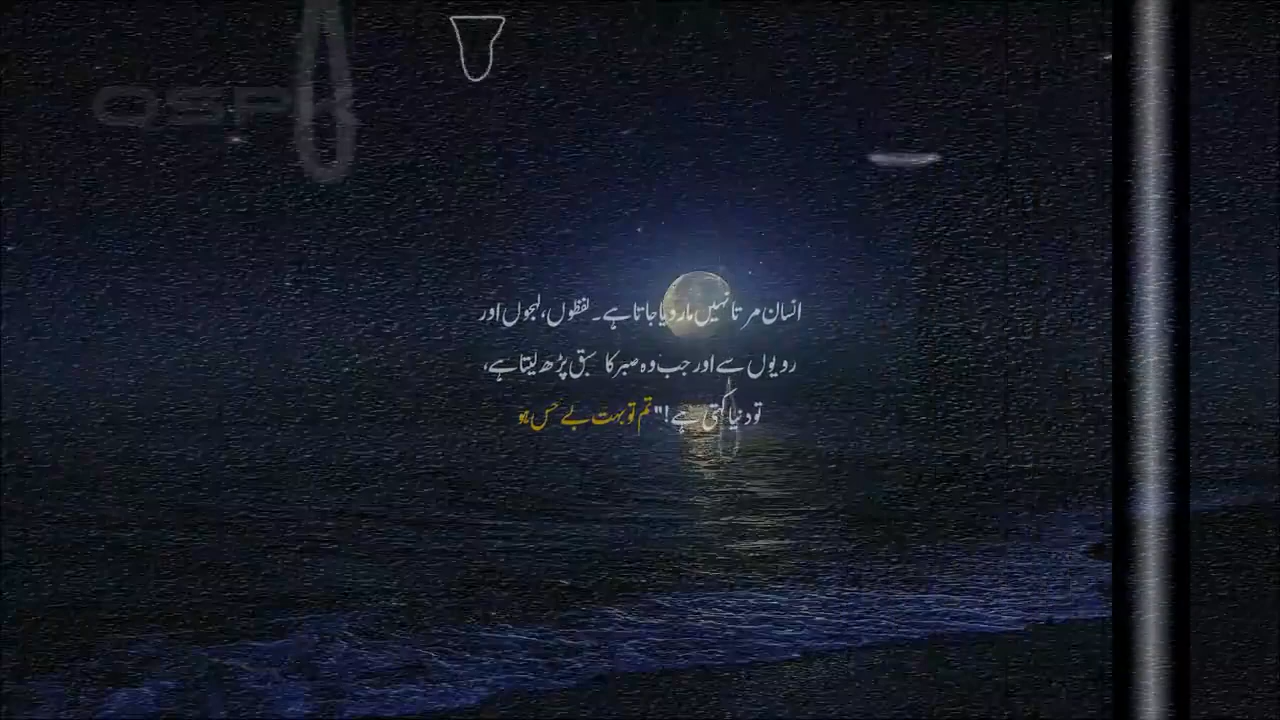 QSP
انسان مرتا نہیں مار دیا جاتا ہے۔ لفظوں، لہجوں اور
رویوں سے اور جب وہ صبر کا سبق پڑھ لیتا ہے،
تو دنیا کہتی ہے!" تم تو بہت بے حس ہو